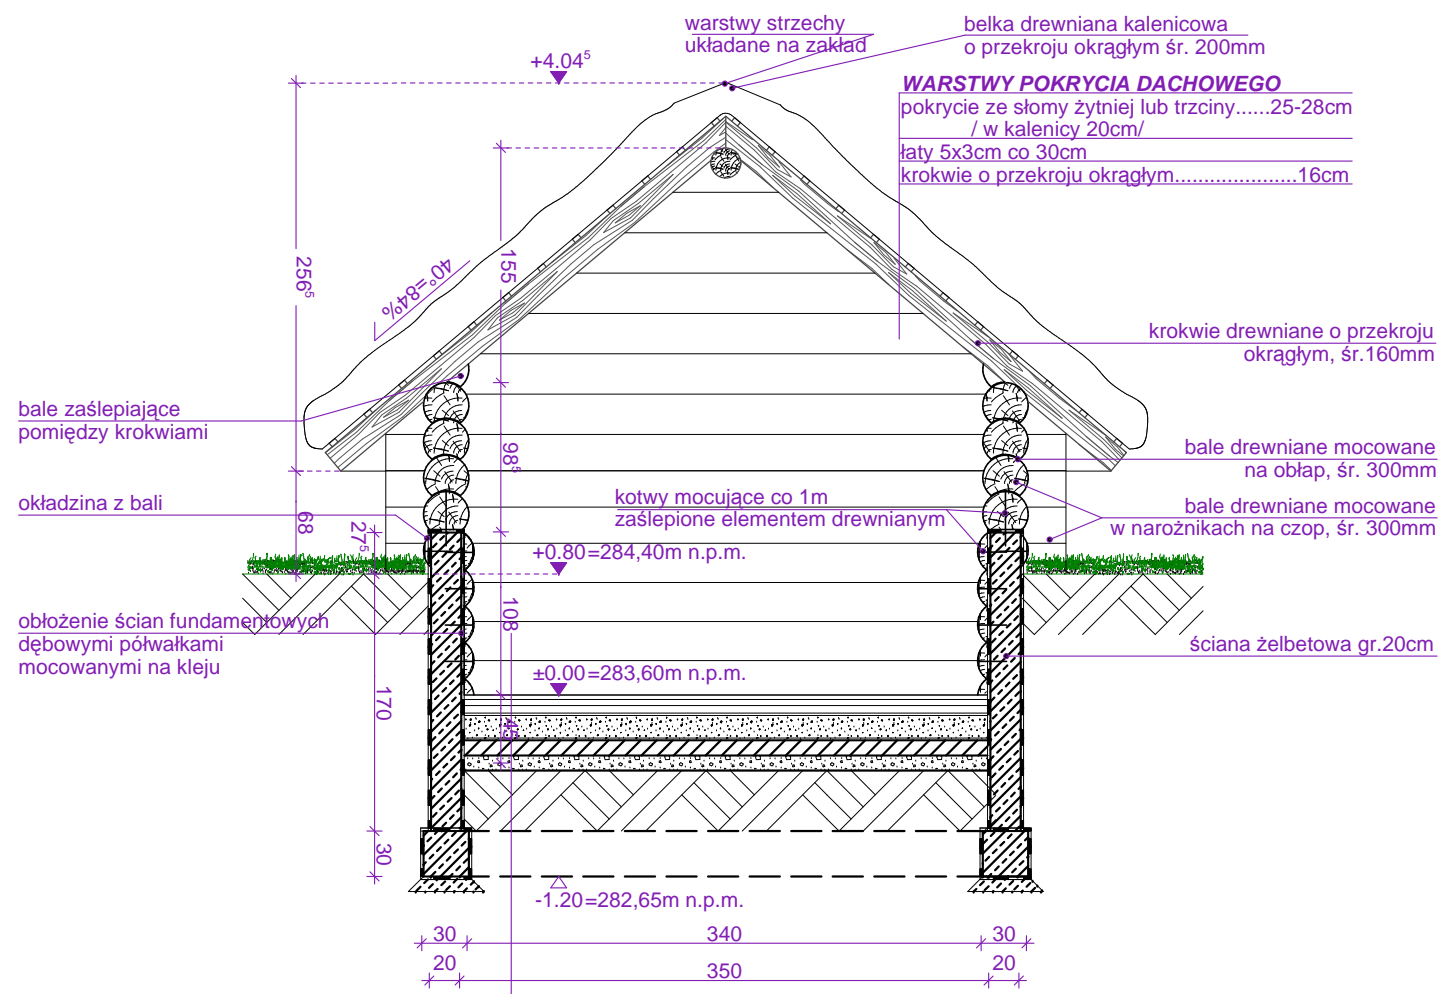 warstwy strzechy
układane na zakład
belka drewniana kalenicowa
o przekroju okrągłym śr. 200mm
+4.04⁵
WARSTWY POKRYCIA DACHOWEGO
pokrycie ze słomy żytniej lub trzciny......25-28cm
/ w kalenicy 20cm/
łaty 5x3cm co 30cm
krokwie o przekroju okrągłym.....................16cm
256⁵
155
40°=84%
krokwie drewniane o przekroju
okrągłym, śr.160mm
bale zaślepiające
pomiędzy krokwiami
98⁵
bale drewniane mocowane
na obłap, śr. 300mm
okładzina z bali
68
27⁵
kotwy mocujące co 1m
zaślepione elementem drewnianym
bale drewniane mocowane
w narożnikach na czop, śr. 300mm
+0.80=284,40m n.p.m.
108
obłożenie ścian fundamentowych
dębowymi półwałkami
mocowanymi na kleju
ściana żelbetowa gr.20cm
±0.00=283,60m n.p.m.
170
45
30
-1.20=282,65m n.p.m.
30 340 30
20 350 20